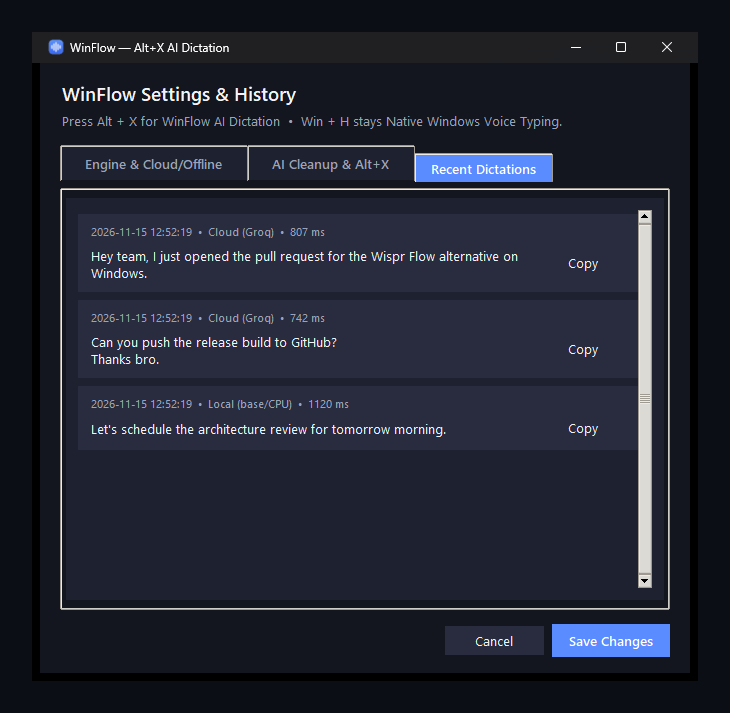 WinFlow — Alt+X AI Dictation
WinFlow Settings & History
Press Alt + X for WinFlow AI Dictation • Win + H stays Native Windows Voice Typing.
Engine & Cloud/Offline
AI Cleanup & Alt+X
Recent Dictations
2026-11-15 12:52:19 • Cloud (Groq) • 807 ms
Hey team, I just opened the pull request for the Wispr Flow alternative on
Windows.
Copy
2026-11-15 12:52:19 • Cloud (Groq) • 742 ms
Can you push the release build to GitHub?
Thanks bro.
Copy
2026-11-15 12:52:19 • Local (base/CPU) • 1120 ms
Let's schedule the architecture review for tomorrow morning.
Copy
Cancel
Save Changes